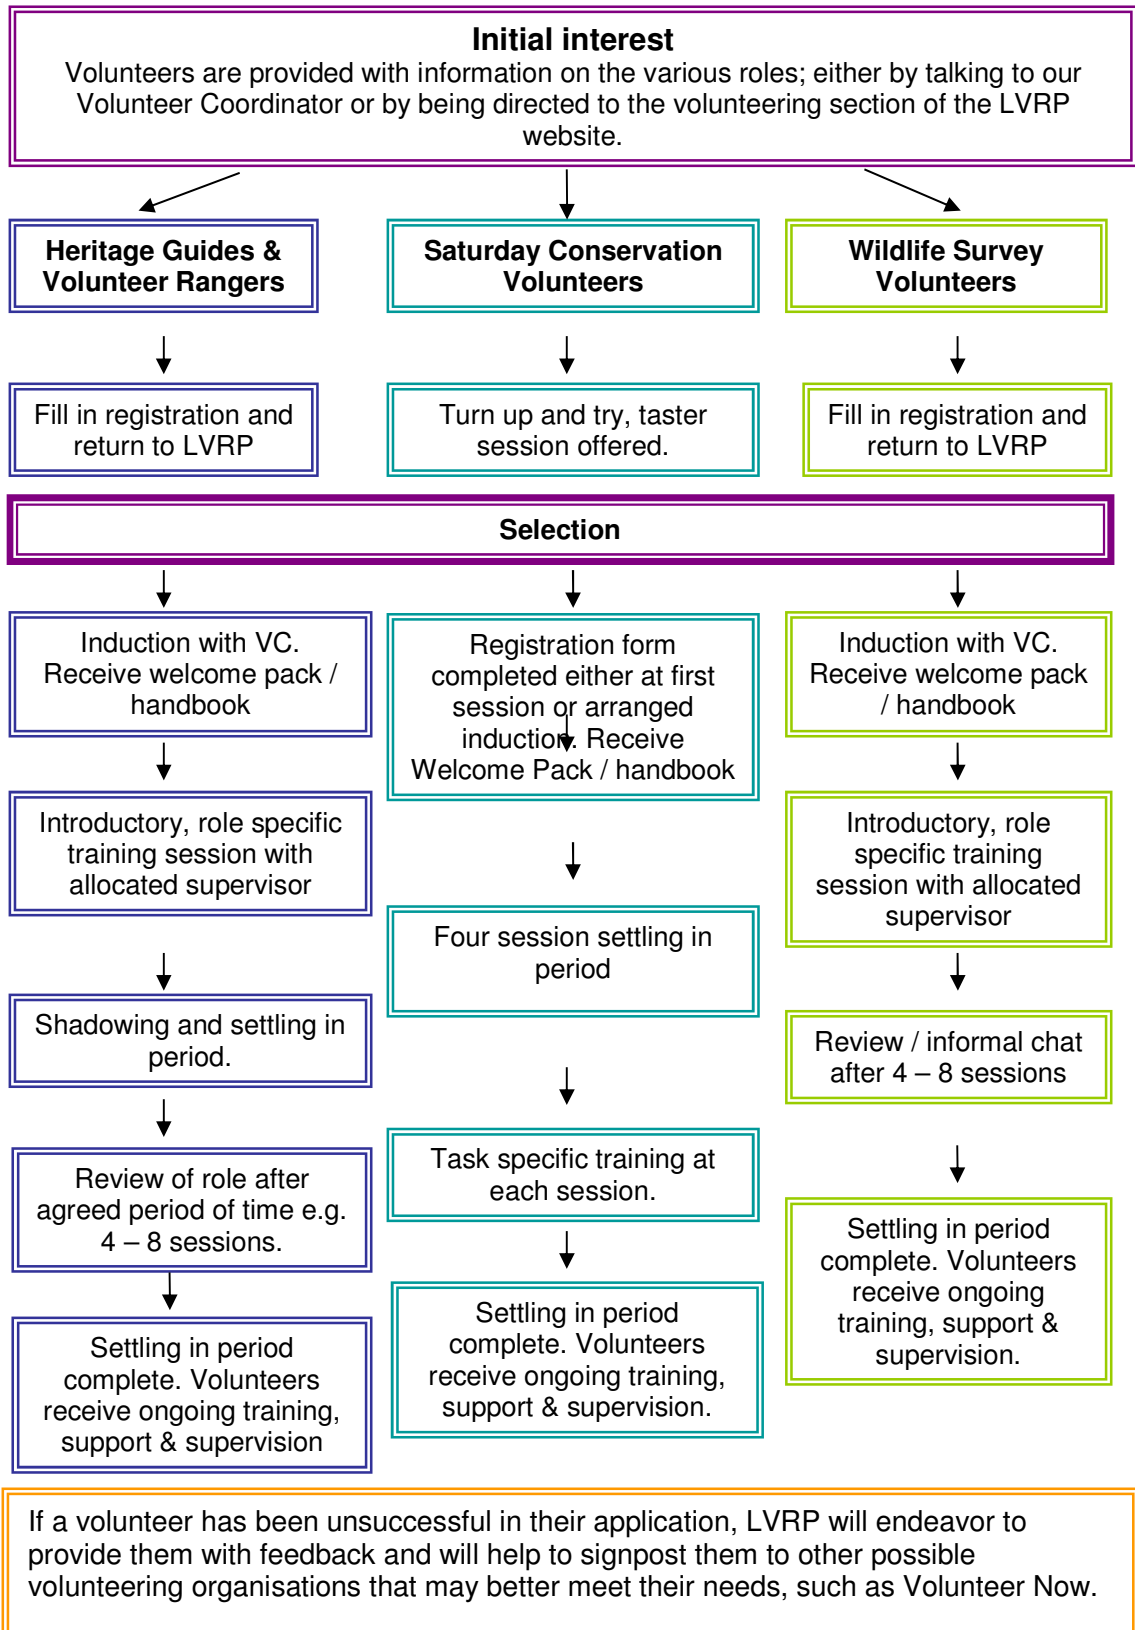 Initial interest
Volunteers are provided with information on the various roles; either by talking to our
Volunteer Coordinator or by being directed to the volunteering section of the LVRP
website.
Heritage Guides &
Volunteer Rangers
Saturday Conservation
Volunteers
Wildlife Survey
Volunteers
Fill in registration and
return to LVRP
Turn up and try, taster
session offered.
Fill in registration and
return to LVRP
Selection
Induction with VC.
Receive welcome pack /
handbook
Registration form
completed either at first
session or arranged
induction. Receive
Welcome Pack / handbook
Induction with VC.
Receive welcome pack
/ handbook
Introductory, role specific
training session with
allocated supervisor
Introductory, role
specific training
session with allocated
supervisor
Four session settling in
period
Shadowing and settling in
period.
Review / informal chat
after 4 – 8 sessions
Review of role after
agreed period of time e.g.
4 – 8 sessions.
Task specific training at
each session.
Settling in period
complete. Volunteers
receive ongoing
training, support &
supervision.
Settling in period
complete. Volunteers
receive ongoing training,
support & supervision
Settling in period
complete. Volunteers
receive ongoing training,
support & supervision.
If a volunteer has been unsuccessful in their application, LVRP will endeavor to
provide them with feedback and will help to signpost them to other possible
volunteering organisations that may better meet their needs, such as Volunteer Now.